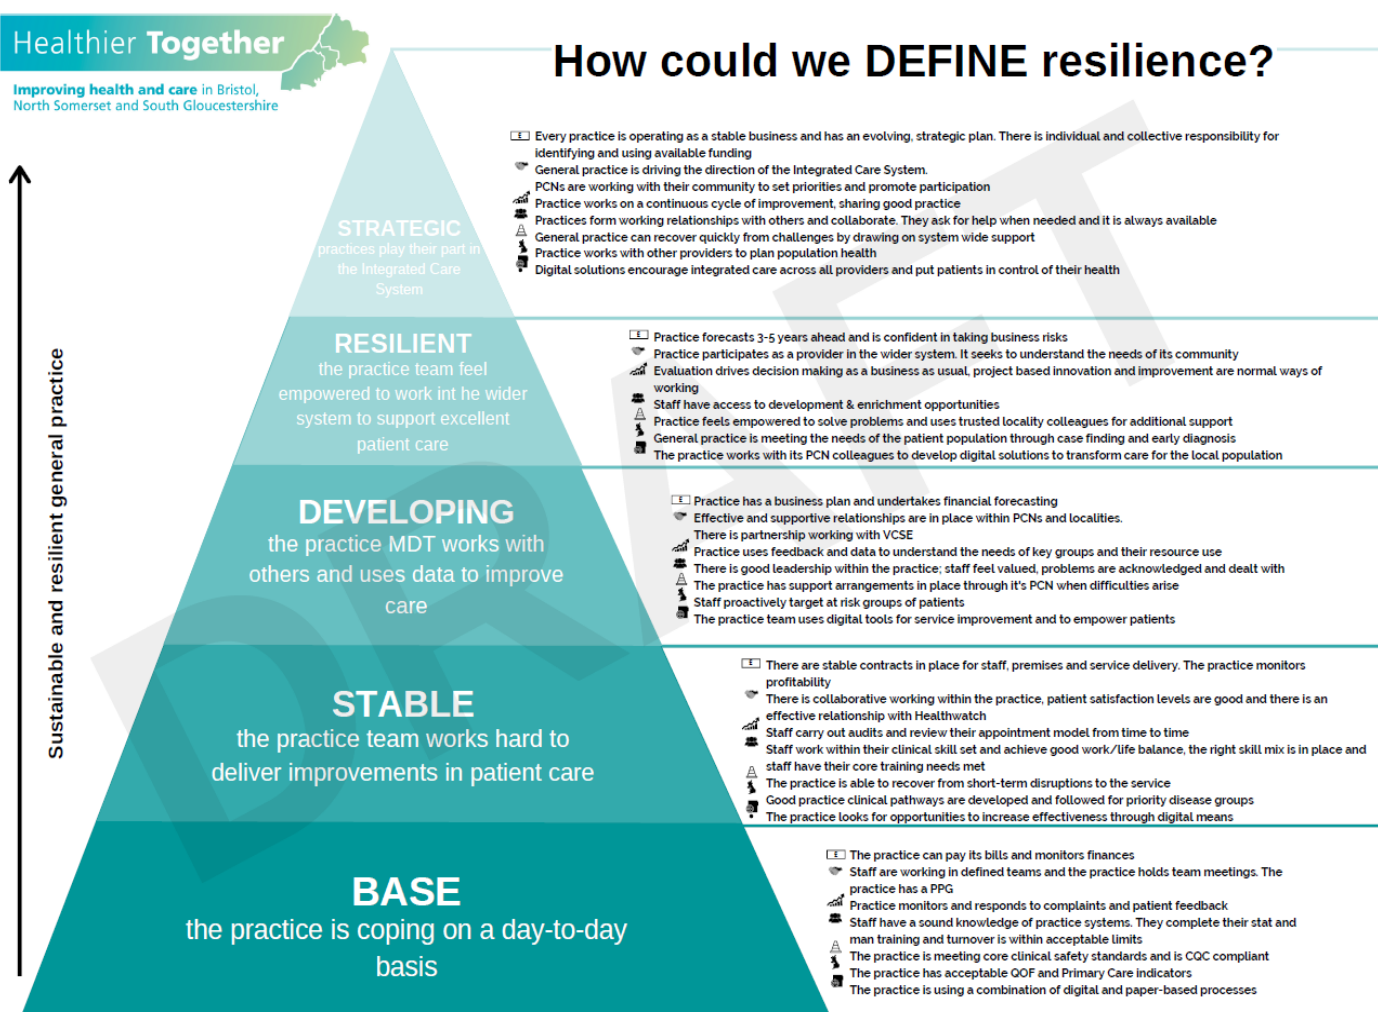 Healthier Together
Improving health and care in Bristol,
North Somerset and South Gloucestershire
How could we DEFINE resilience?
Sustainable and resilient general practice
STRATEGIC
practices play their part in
the Integrated Care
System
£ Every practice is operating as a stable business and has an evolving, strategic plan. There is individual and collective responsibility for
identifying and using available funding
General practice is driving the direction of the Integrated Care System.
PCNs are working with their community to set priorities and promote participation
Practice works on a continuous cycle of improvement, sharing good practice
Practices form working relationships with others and collaborate. They ask for help when needed and it is always available
General practice can recover quickly from challenges by drawing on system wide support
Practice works with other providers to plan population health
Digital solutions encourage integrated care across all providers and put patients in control of their health
RESILIENT
the practice team feel
empowered to work int he wider
system to support excellent
patient care
£ Practice forecasts 3-5 years ahead and is confident in taking business risks
Practice participates as a provider in the wider system. It seeks to understand the needs of its community
Evaluation drives decision making as a business as usual, project based innovation and improvement are normal ways of
working
Staff have access to development & enrichment opportunities
Practice feels empowered to solve problems and uses trusted locality colleagues for additional support
General practice is meeting the needs of the patient population through case finding and early diagnosis
The practice works with its PCN colleagues to develop digital solutions to transform care for the local population
DEVELOPING
the practice MDT works with
others and uses data to improve
care
£ Practice has a business plan and undertakes financial forecasting
Effective and supportive relationships are in place within PCNs and localities.
There is partnership working with VCSE
Practice uses feedback and data to understand the needs of key groups and their resource use
There is good leadership within the practice; staff feel valued, problems are acknowledged and dealt with
The practice has support arrangements in place through it's PCN when difficulties arise
Staff proactively target at risk groups of patients
The practice team uses digital tools for service improvement and to empower patients
STABLE
the practice team works hard to
deliver improvements in patient care
£ There are stable contracts in place for staff, premises and service delivery. The practice monitors
profitability
There is collaborative working within the practice, patient satisfaction levels are good and there is an
effective relationship with Healthwatch
Staff carry out audits and review their appointment model from time to time
Staff work within their clinical skill set and achieve good work/life balance, the right skill mix is in place and
staff have their core training needs met
The practice is able to recover from short-term disruptions to the service
Good practice clinical pathways are developed and followed for priority disease groups
The practice looks for opportunities to increase effectiveness through digital means
BASE
the practice is coping on a day-to-day
basis
£ The practice can pay its bills and monitors finances
Staff are working in defined teams and the practice holds team meetings. The
practice has a PPG
Practice monitors and responds to complaints and patient feedback
Staff have a sound knowledge of practice systems. They complete their stat and
man training and turnover is within acceptable limits
The practice is meeting core clinical safety standards and is CQC compliant
The practice has acceptable QOF and Primary Care indicators
The practice is using a combination of digital and paper-based processes
DRAFT